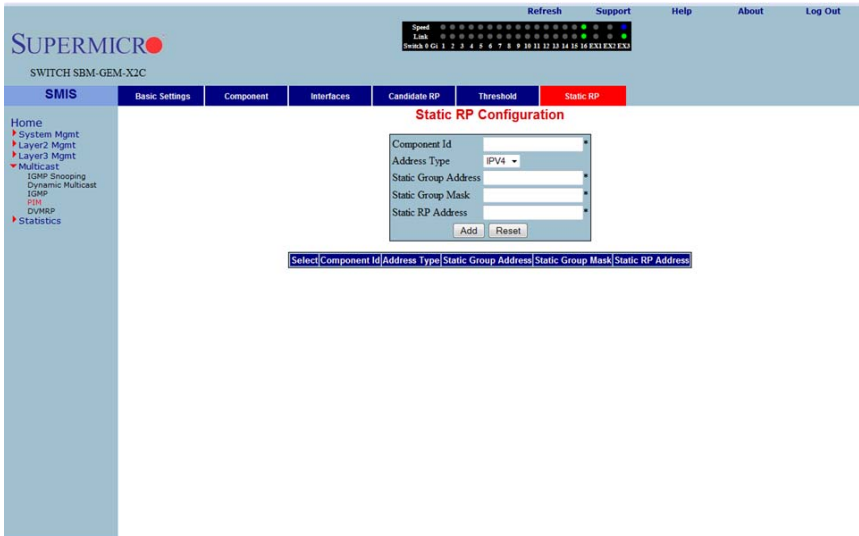 Refresh Support Help About Log Out
SUPERMICRO
Speed
Link
Switch 0 Gi 1 2 3 4 5 6 7 8 9 10 11 12 13 14 15 16 EX1 EX2 EX3
SWITCH SBM-GEM-X2C
SMIS Basic Settings Component Interfaces Candidate RP Threshold Static RP
Home
System Mgmt
Layer2 Mgmt
Layer3 Mgmt
Multicast
IGMP Snooping
Dynamic Multicast
IGMP
PIM
DVMRP
Statistics
Static RP Configuration
Component Id *
Address Type IPV4
Static Group Address *
Static Group Mask *
Static RP Address *
Add Reset
Select Component Id Address Type Static Group Address Static Group Mask Static RP Address